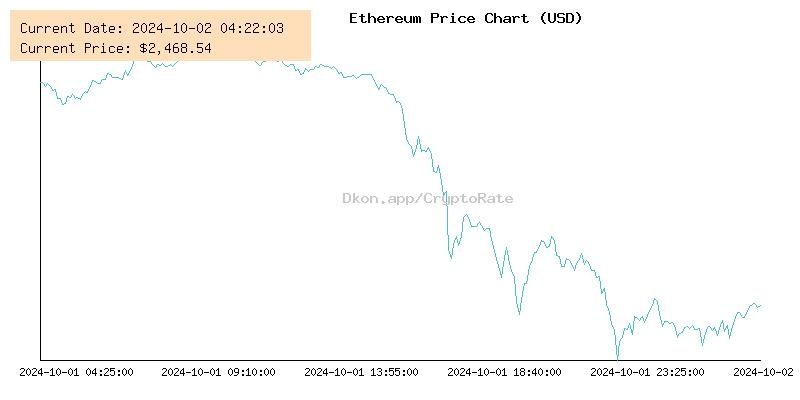 Ethereum Price Chart (USD)
Current Date: 2024-10-02 04:22:03
Current Price: $2,468.54
Dkon.app/CryptoRate
2024-10-01 04:25:00 2024-10-01 09:10:00 2024-10-01 13:55:00 2024-10-01 18:40:00 2024-10-01 23:25:00 2024-10-02